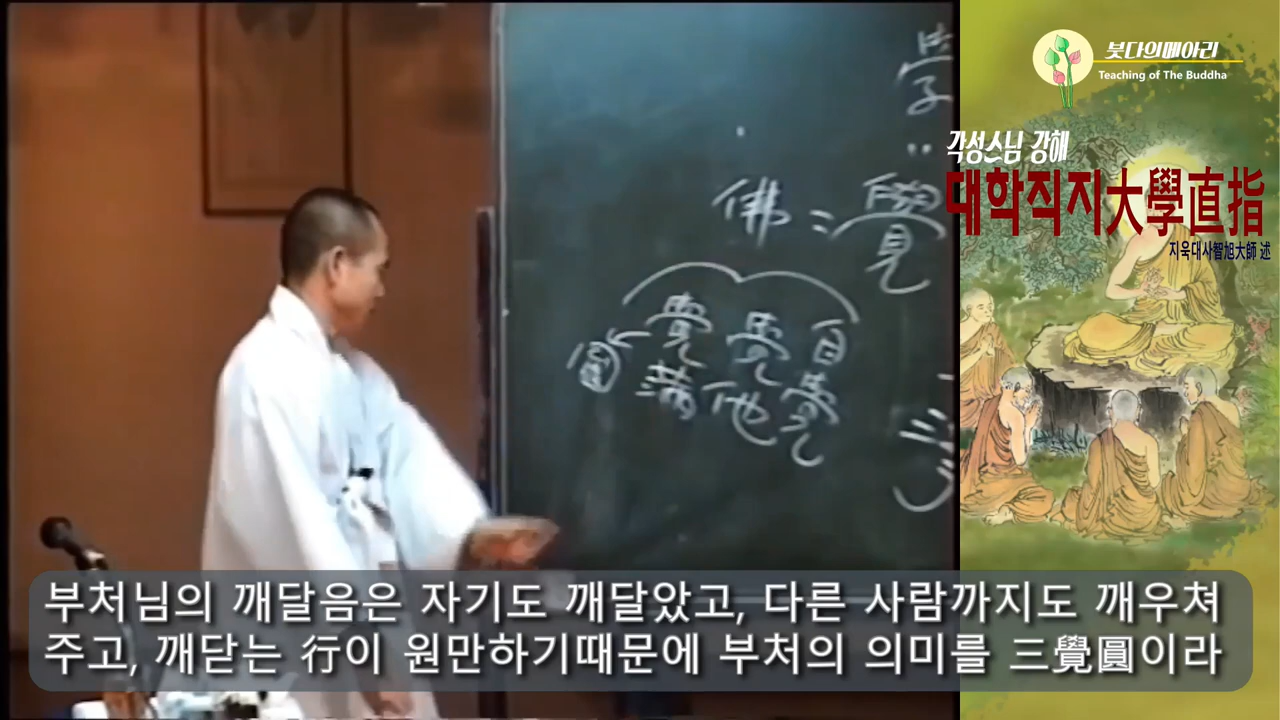 붓다의메아리
Teaching of The Buddha
각성스님 강해
대학직지大學直指
지욱대사智旭大師 述
學
佛 : 覺
自覺
覺他
覺滿
圓
부처님의 깨달음은 자기도 깨달았고, 다른 사람까지도 깨우쳐
주고, 깨닫는 行이 원만하기때문에 부처의 의미를 三覺圓이라